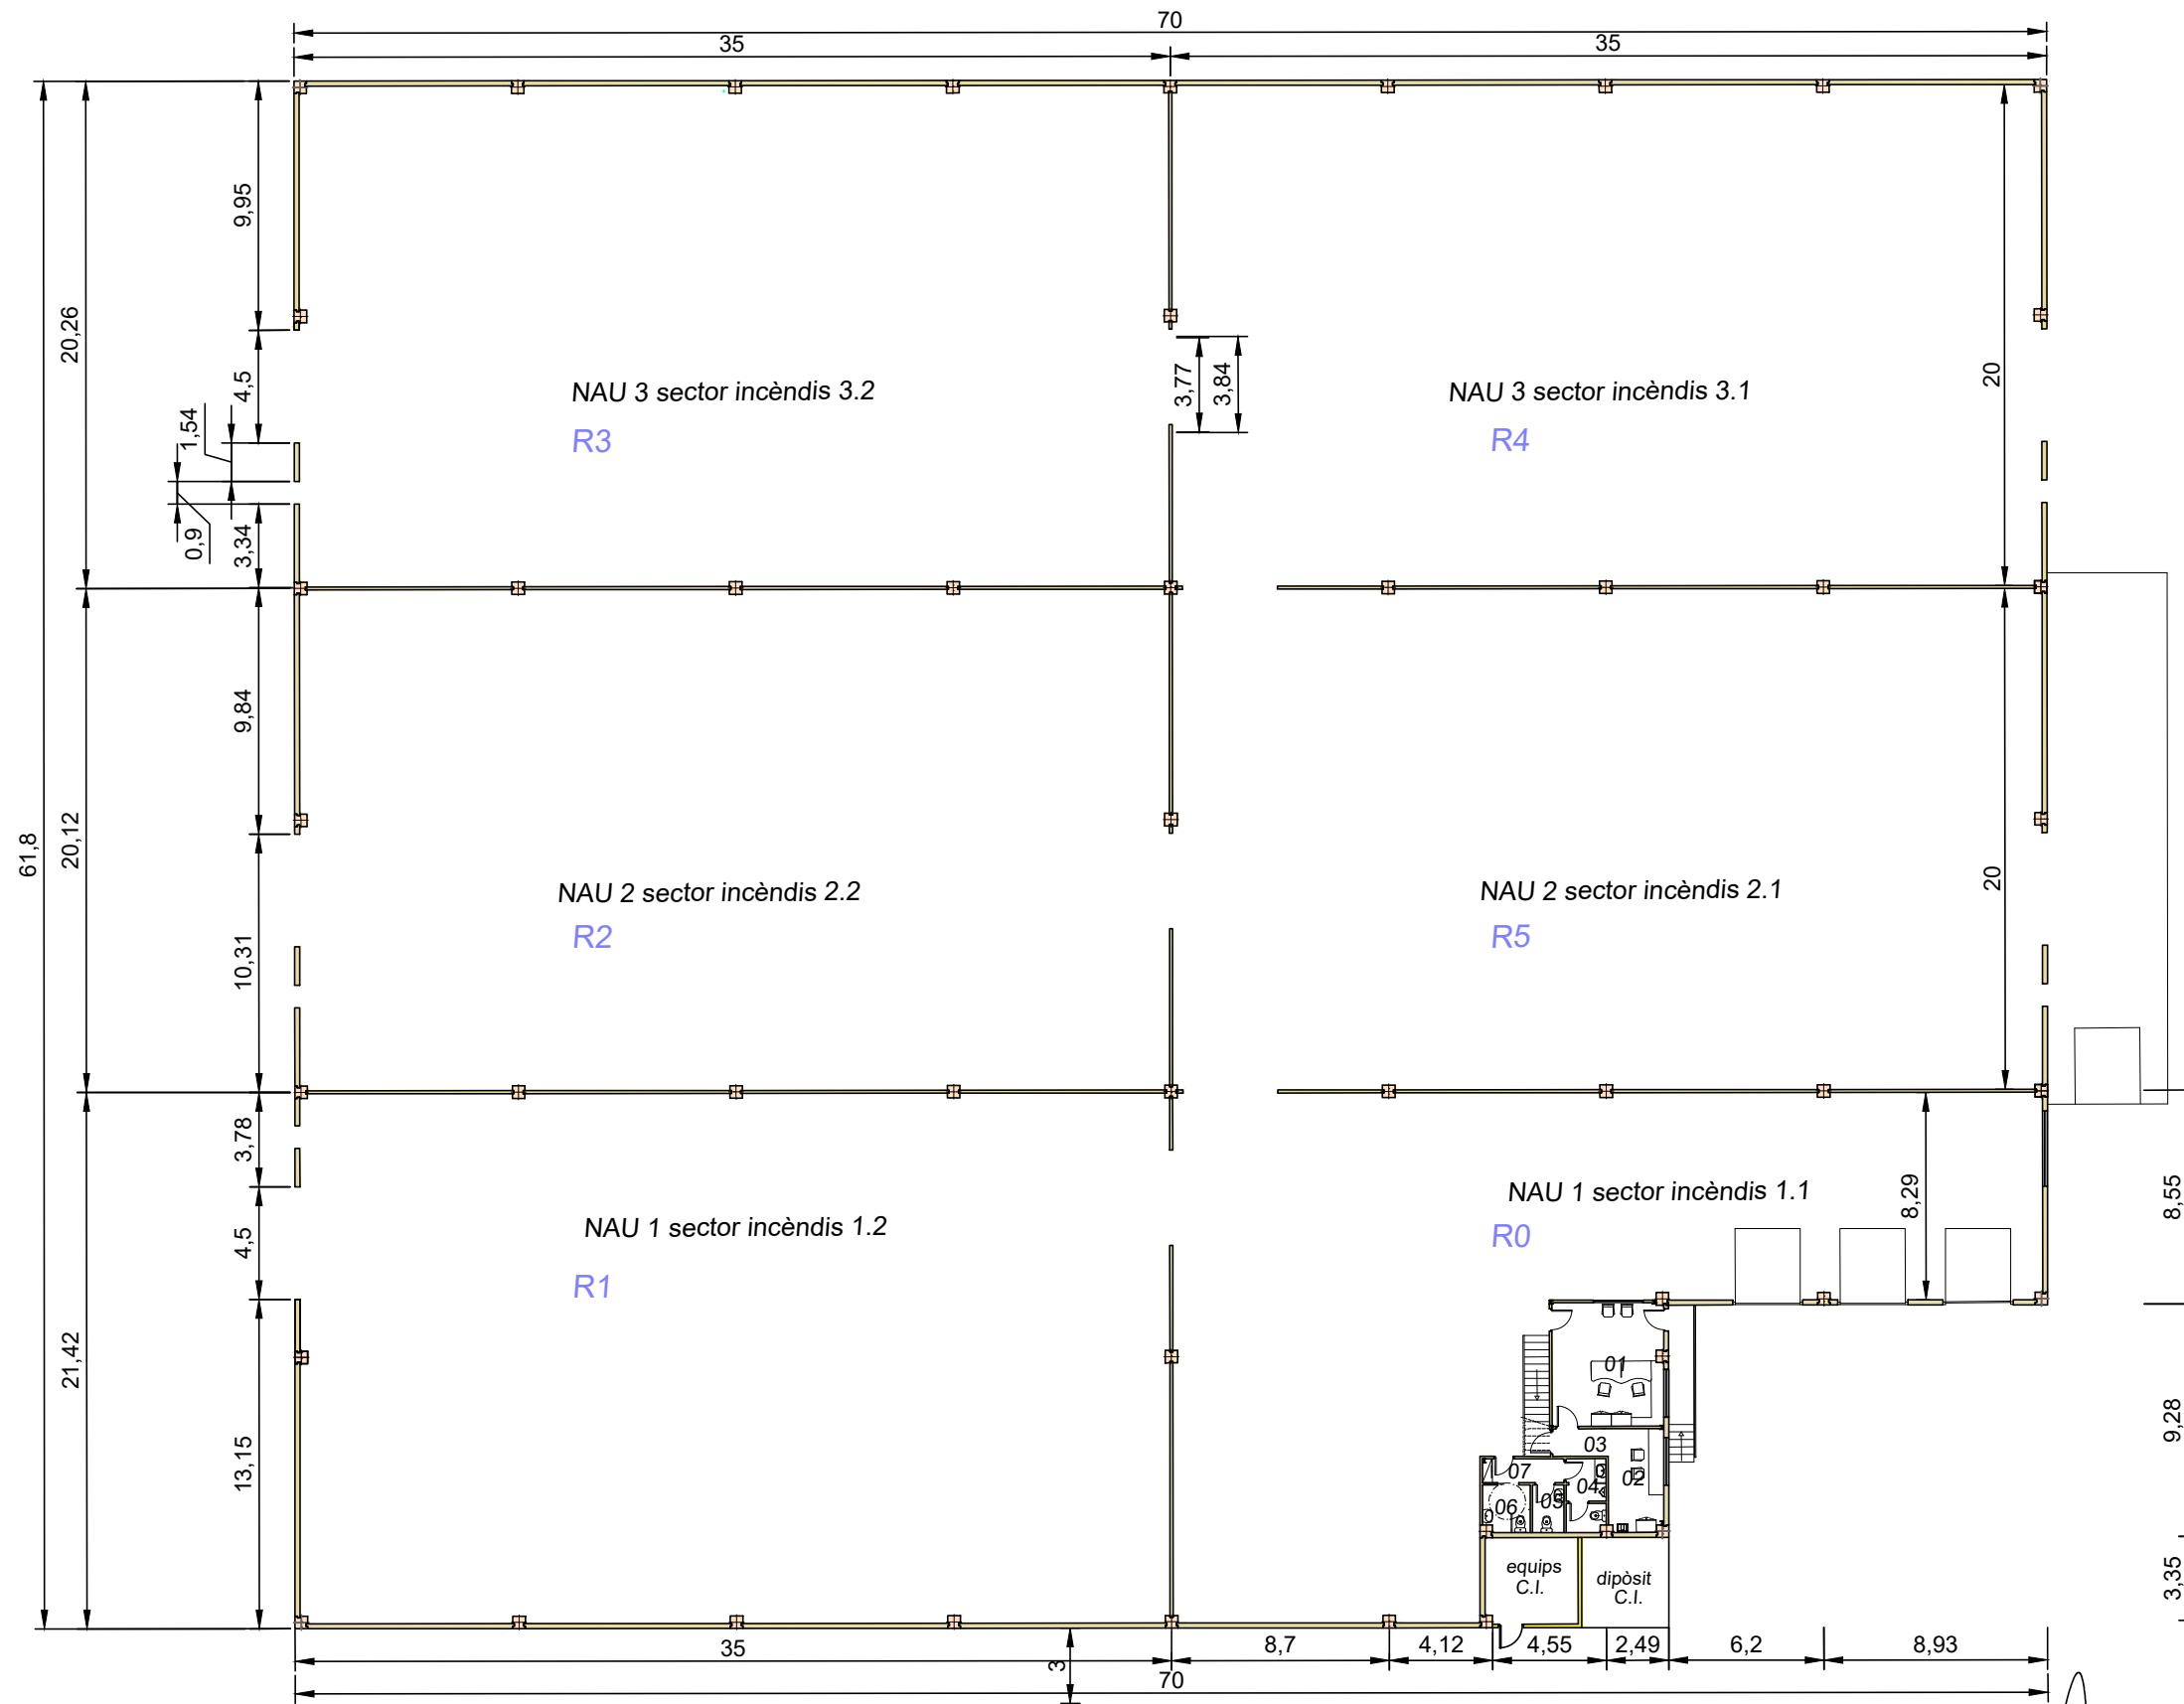 70
35
35
9,95
20,26
4,5
1,54
0,9
3,34
3,77
3,84
20
NAU 3 sector incèndis 3.2
R3
NAU 3 sector incèndis 3.1
R4
61,8
20,12
9,84
10,31
20
NAU 2 sector incèndis 2.2
R2
NAU 2 sector incèndis 2.1
R5
21,42
3,78
4,5
13,15
NAU 1 sector incèndis 1.2
R1
NAU 1 sector incèndis 1.1
R0
8,29
8,55
9,28
3,35
01
03
02
07
04
05
06
equips
C.I.
dipòsit
C.I.
35
8,7
4,12
4,55
2,49
6,2
8,93
3
70